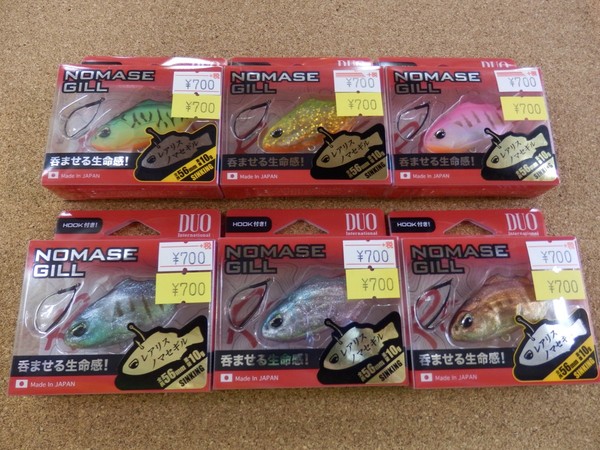 DUO
NOMASE
GILL
¥700
¥700
呑ませる生命感!
レアリス
ノマセギル
56mm 10g
SINKING
Made In JAPAN
DUO
NOMASE
GILL
¥700
¥700
呑ませる生命感!
レアリス
ノマセギル
56mm 10g
SINKING
Made In JAPAN
DUO
NOMASE
GILL
¥700
¥700
呑ませる生命感!
レアリス
ノマセギル
56mm 10g
SINKING
Made In JAPAN
HOOK付き!
DUO
International
NOMASE
GILL
¥700
¥700
呑ませる生命感!
レアリス
ノマセギル
56mm 10g
SINKING
Made In JAPAN
HOOK付き!
DUO
International
NOMASE
GILL
¥700
¥700
呑ませる生命感!
レアリス
ノマセギル
56mm 10g
SINKING
Made In JAPAN
HOOK付き!
DUO
International
NOMASE
GILL
¥700
¥700
呑ませる生命感!
レアリス
ノマセギル
56mm 10g
SINKING
Made In JAPAN